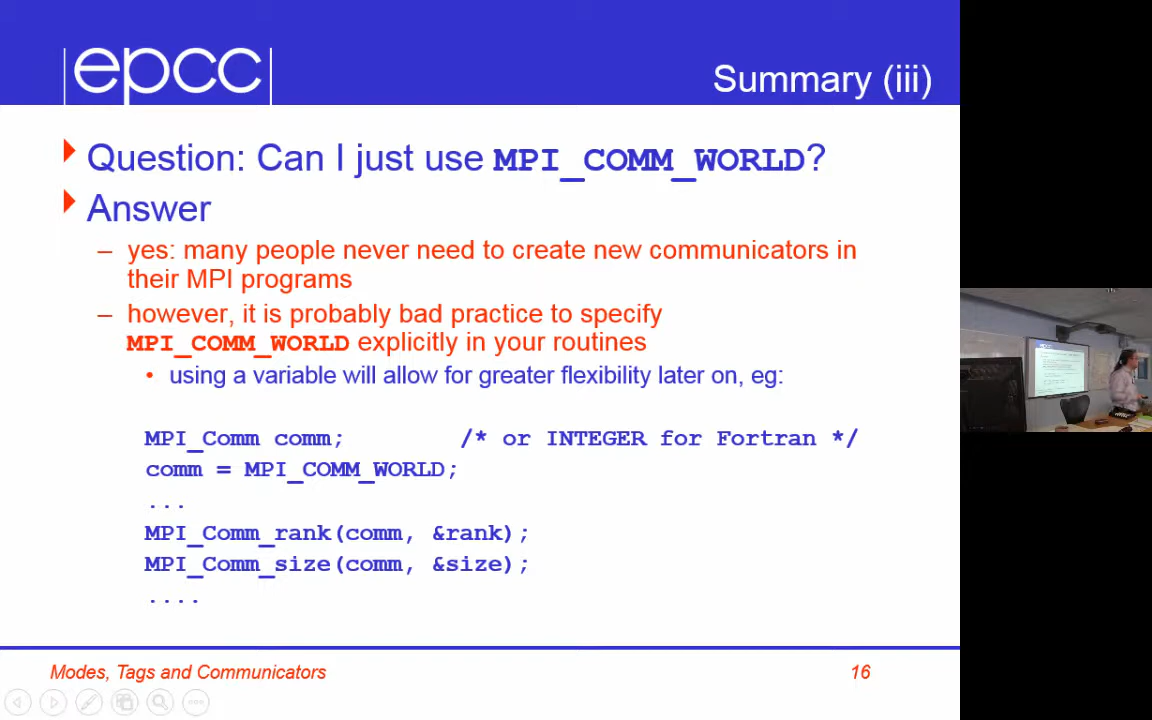 epcc
Summary (iii)
Question: Can I just use MPI_COMM_WORLD?
Answer
– yes: many people never need to create new communicators in
their MPI programs
– however, it is probably bad practice to specify
MPI_COMM_WORLD explicitly in your routines
• using a variable will allow for greater flexibility later on, eg:
MPI_Comm comm; /* or INTEGER for Fortran */
comm = MPI_COMM_WORLD;
...
MPI_Comm_rank(comm, &rank);
MPI_Comm_size(comm, &size);
....
Modes, Tags and Communicators
16
epcc